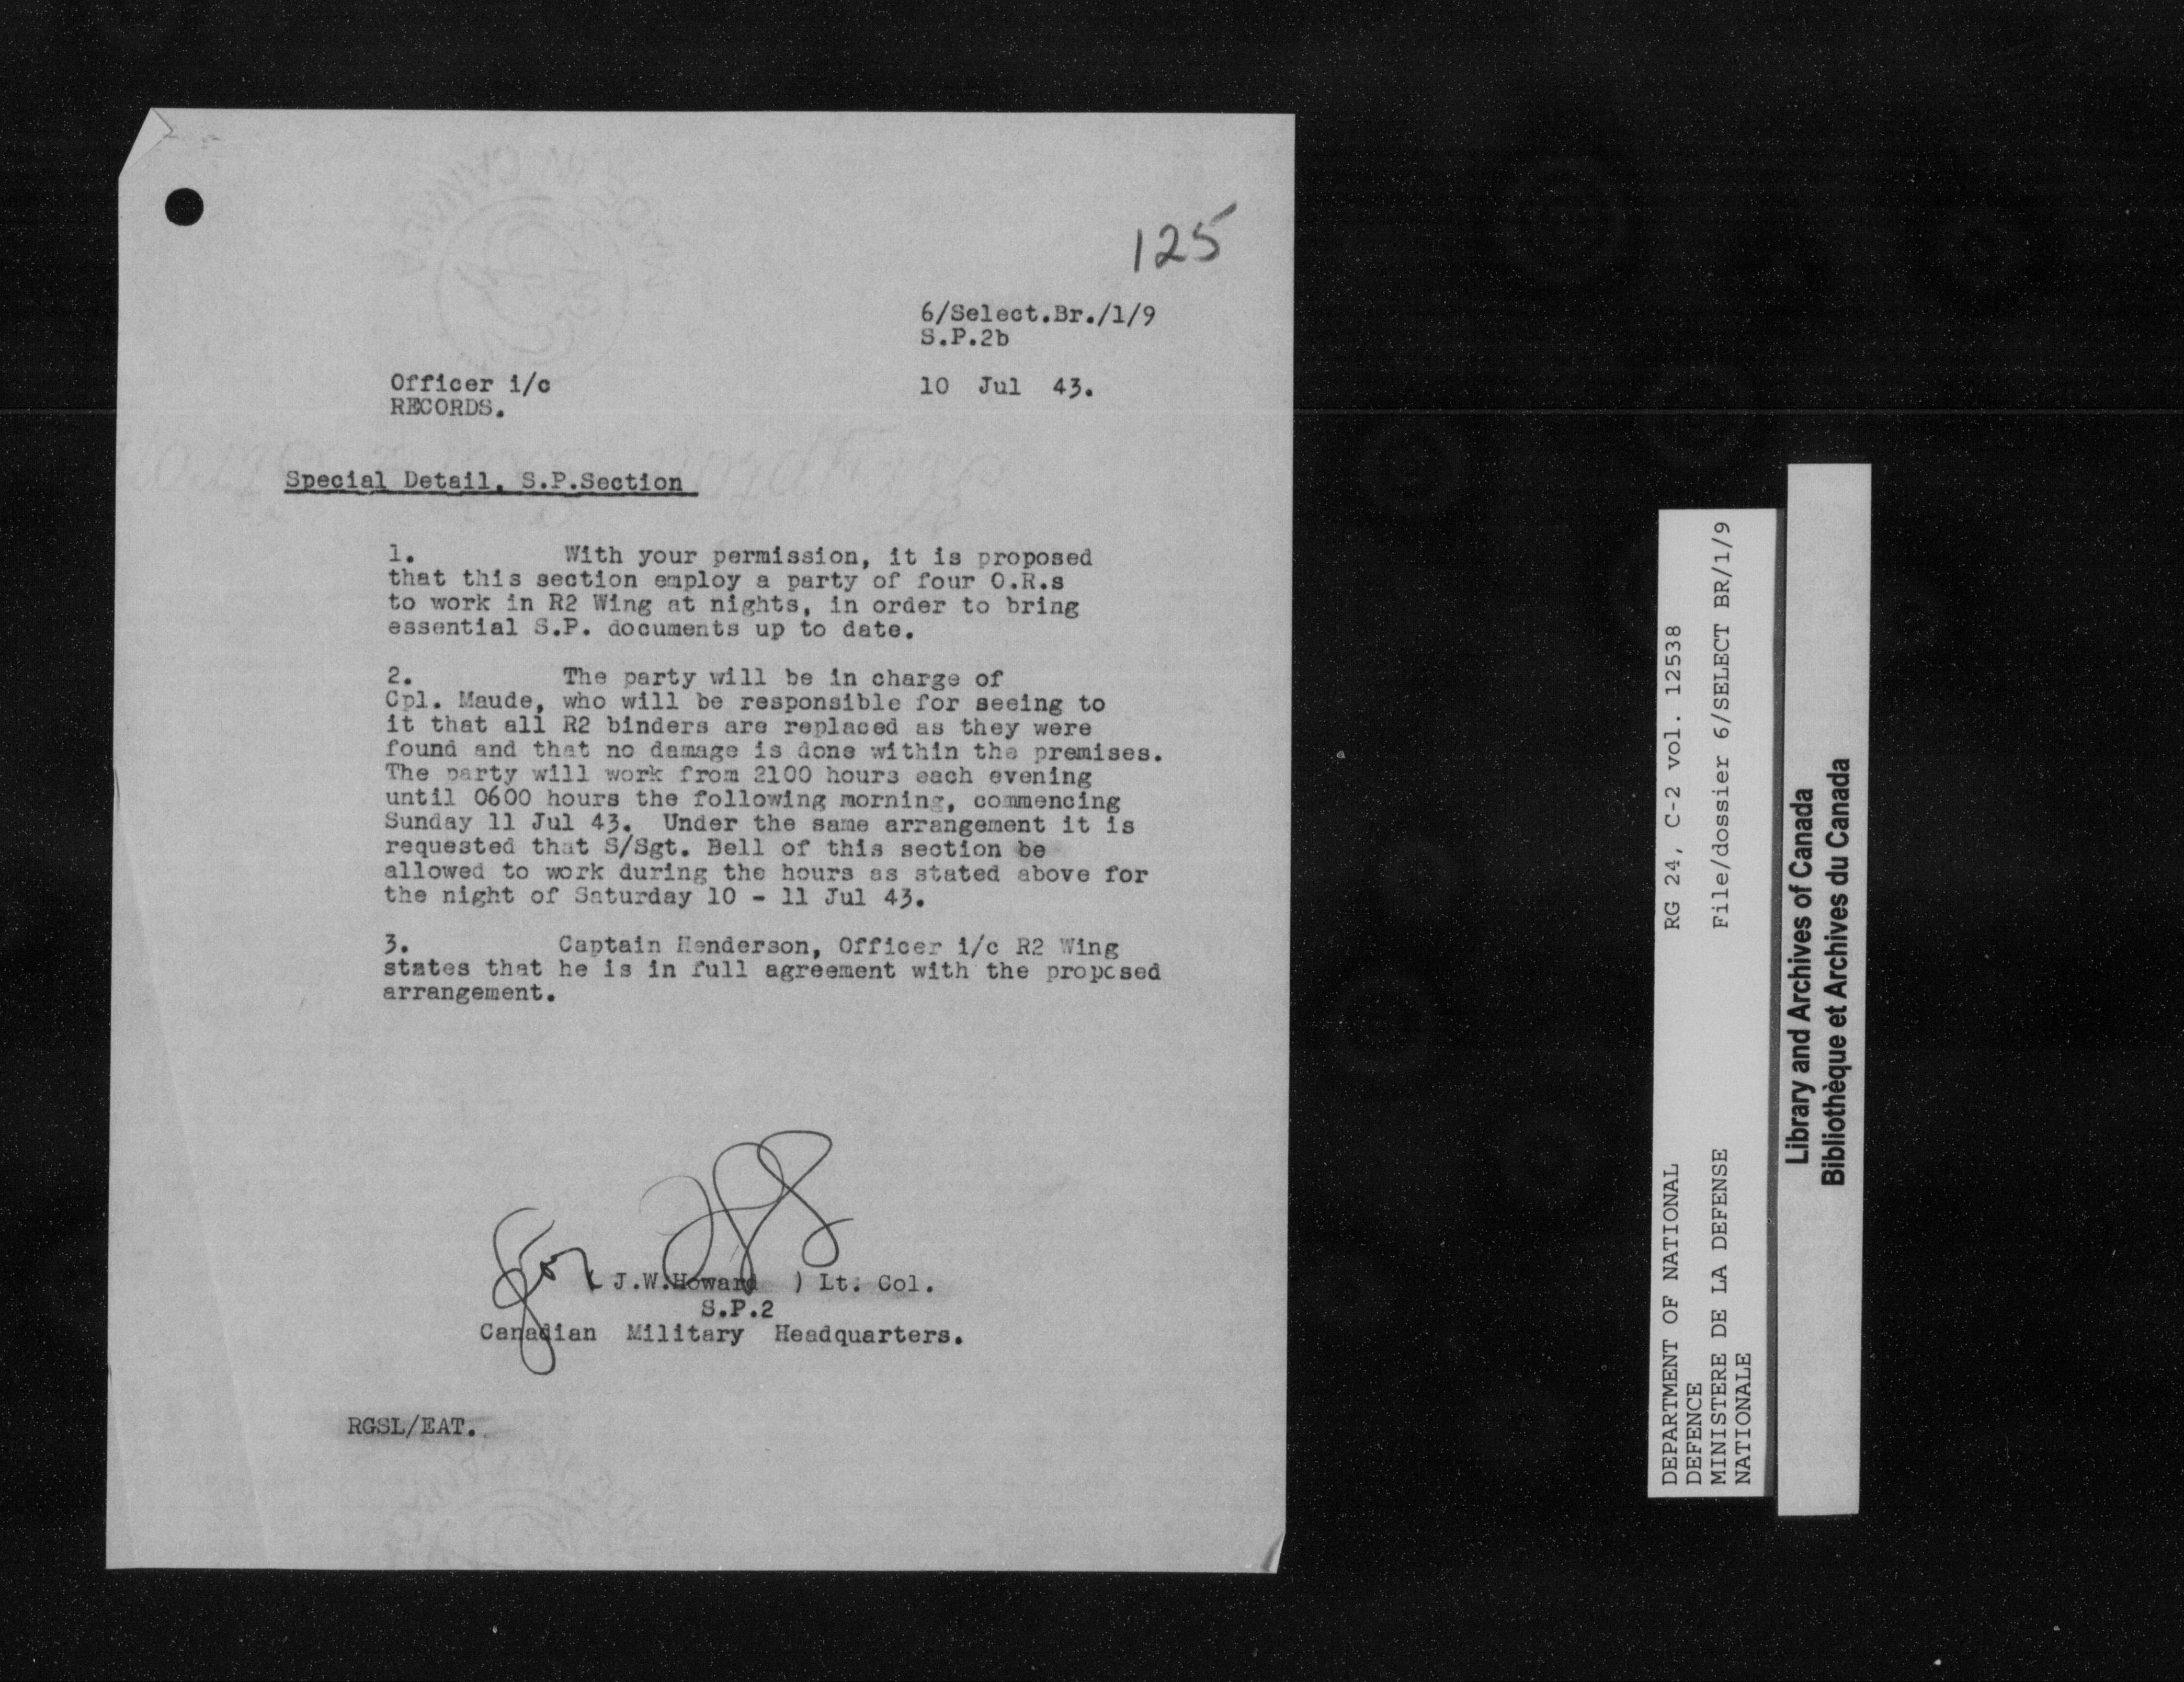 125
6/Select.Br./1/9
S.P.2b
Officer i/c
RECORDS.
10 Jul 43.
Special Detail, S.P.Section
1. With your permission, it is proposed
that this section employ a party of four O.R.s
to work in R2 Wing at nights, in order to bring
essential S.P. documents up to date.
2. The party will be in charge of
Cpl. Maude, who will be responsible for seeing to
it that all R2 binders are replaced as they were
found and that no damage is done within the premises.
The party will work from 2100 hours each evening
until 0600 hours the following morning, commencing
Sunday 11 Jul 43. Under the same arrangement it is
requested that S/Sgt. Bell of this section be
allowed to work during the hours as stated above for
the night of Saturday 10 - 11 Jul 43.
3. Captain Henderson, Officer i/c R2 Wing
states that he is in full agreement with the proposed
arrangement.
for
( J.W.Howard ) Lt. Col.
S.P.2
Canadian Military Headquarters.
RGSL/EAT.
DEPARTMENT OF NATIONAL
DEFENCE
MINISTERE DE LA DEFENSE
NATIONALE
RG 24, C-2 vol. 12538
File/dossier 6/SELECT BR/1/9
Library and Archives of Canada
Bibliothèque et Archives du Canada